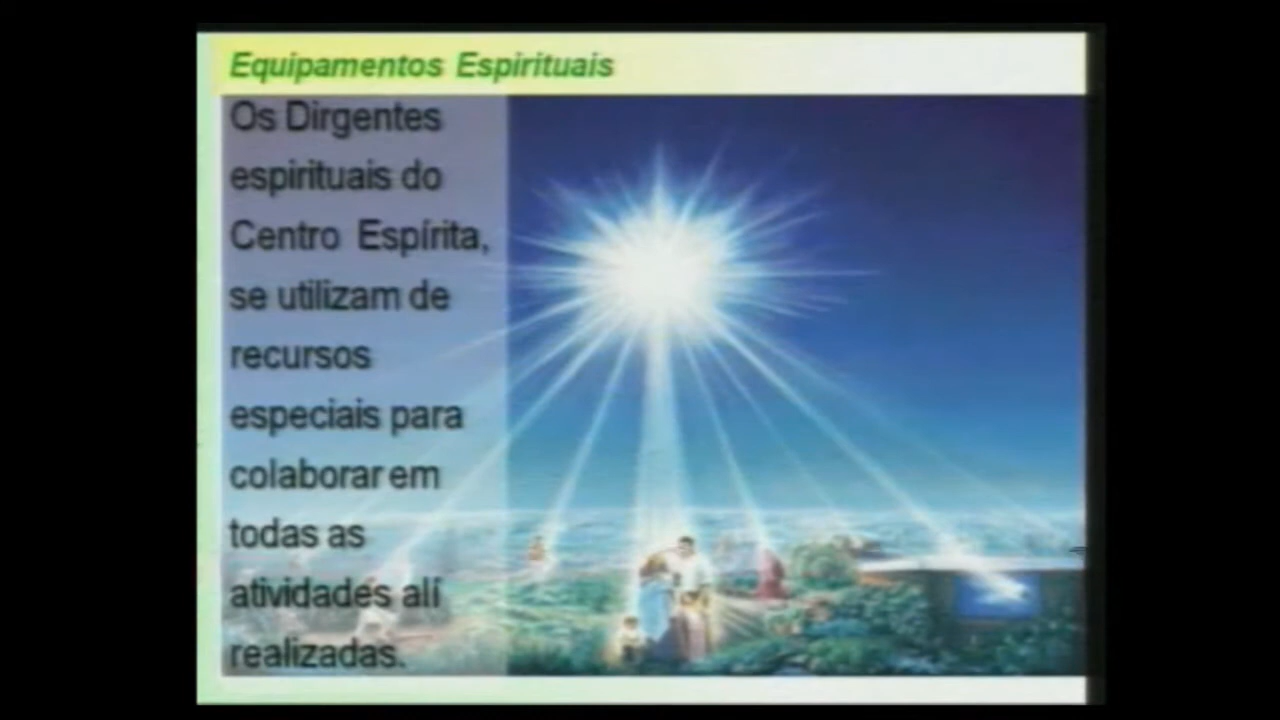 Equipamentos Espirituais
Os Dirgentes
espirituais do
Centro Espírita,
se utilizam de
recursos
especiais para
colaborar em
todas as
atividades alí
realizadas.